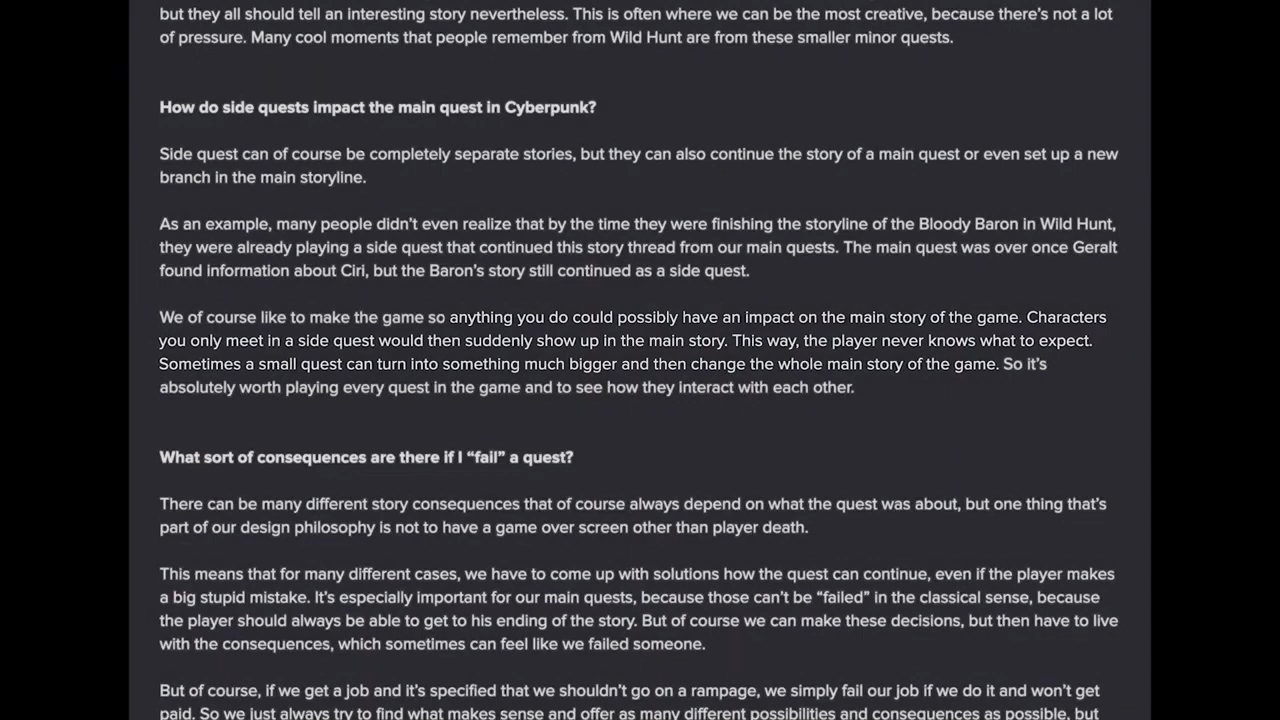 but they all should tell an interesting story nevertheless. This is often where we can be the most creative, because there's not a lot
of pressure. Many cool moments that people remember from Wild Hunt are from these smaller minor quests.
How do side quests impact the main quest in Cyberpunk?
Side quest can of course be completely separate stories, but they can also continue the story of a main quest or even set up a new
branch in the main storyline.
As an example, many people didn't even realize that by the time they were finishing the storyline of the Bloody Baron in Wild Hunt,
they were already playing a side quest that continued this story thread from our main quests. The main quest was over once Geralt
found information about Ciri, but the Baron's story still continued as a side quest.
We of course like to make the game so anything you do could possibly have an impact on the main story of the game. Characters
you only meet in a side quest would then suddenly show up in the main story. This way, the player never knows what to expect.
Sometimes a small quest can turn into something much bigger and then change the whole main story of the game. So it's
absolutely worth playing every quest in the game and to see how they interact with each other.
What sort of consequences are there if I “fail” a quest?
There can be many different story consequences that of course always depend on what the quest was about, but one thing that's
part of our design philosophy is not to have a game over screen other than player death.
This means that for many different cases, we have to come up with solutions how the quest can continue, even if the player makes
a big stupid mistake. It's especially important for our main quests, because those can't be “failed” in the classical sense, because
the player should always be able to get to his ending of the story. But of course we can make these decisions, but then have to live
with the consequences, which sometimes can feel like we failed someone.
But of course, if we get a job and it's specified that we shouldn't go on a rampage, we simply fail our job if we do it and won't get
paid. So we just always try to find what makes sense and offer as many different possibilities and consequences as possible, but